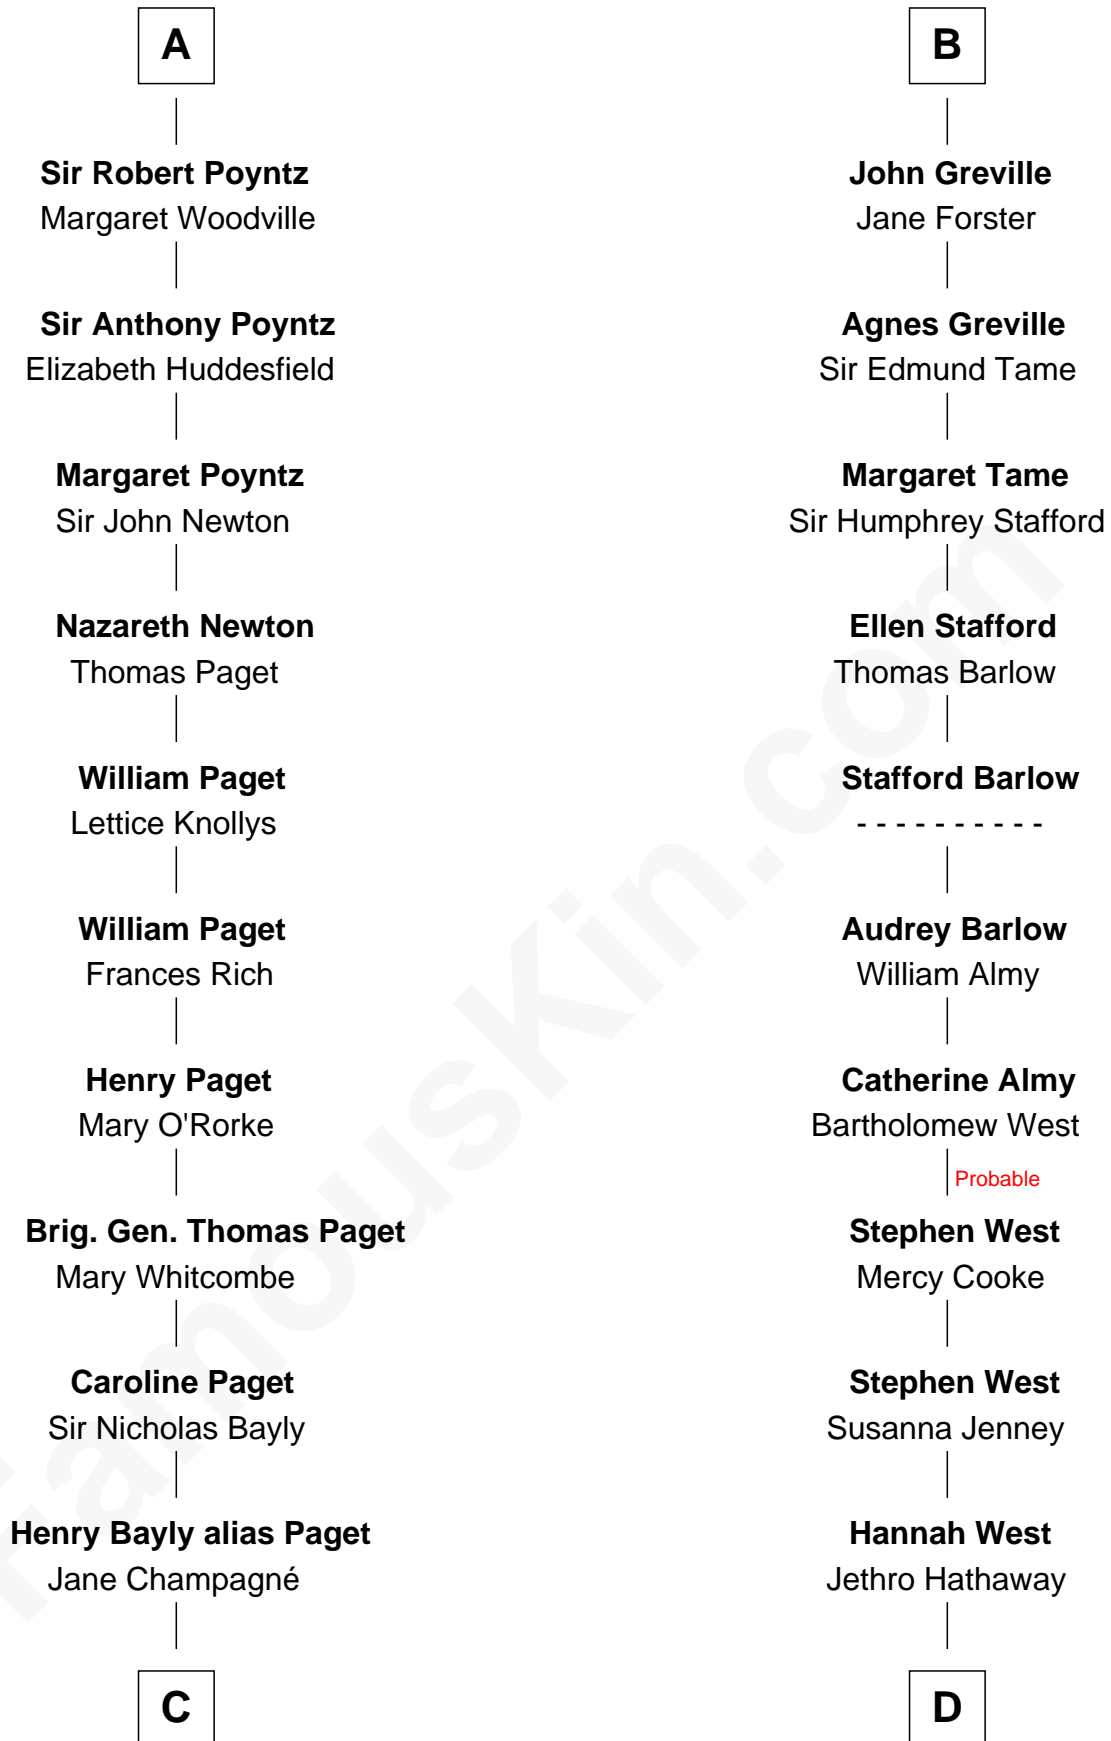 A
Sir Robert Poyntz
Margaret Woodville
Sir Anthony Poyntz
Elizabeth Huddesfield
Margaret Poyntz
Sir John Newton
Nazareth Newton
Thomas Paget
William Paget
Lettice Knollys
William Paget
Frances Rich
Henry Paget
Mary O'Rorke
Brig. Gen. Thomas Paget
Mary Whitcombe
Caroline Paget
Sir Nicholas Bayly
Henry Bayly alias Paget
Jane Champagné
C
B
John Greville
Jane Forster
Agnes Greville
Sir Edmund Tame
Margaret Tame
Sir Humphrey Stafford
Ellen Stafford
Thomas Barlow
Stafford Barlow
- - - - - - - - - -
Audrey Barlow
William Almy
Catherine Almy
Bartholomew West
Probable
Stephen West
Mercy Cooke
Stephen West
Susanna Jenney
Hannah West
Jethro Hathaway
D
FamousKin.com